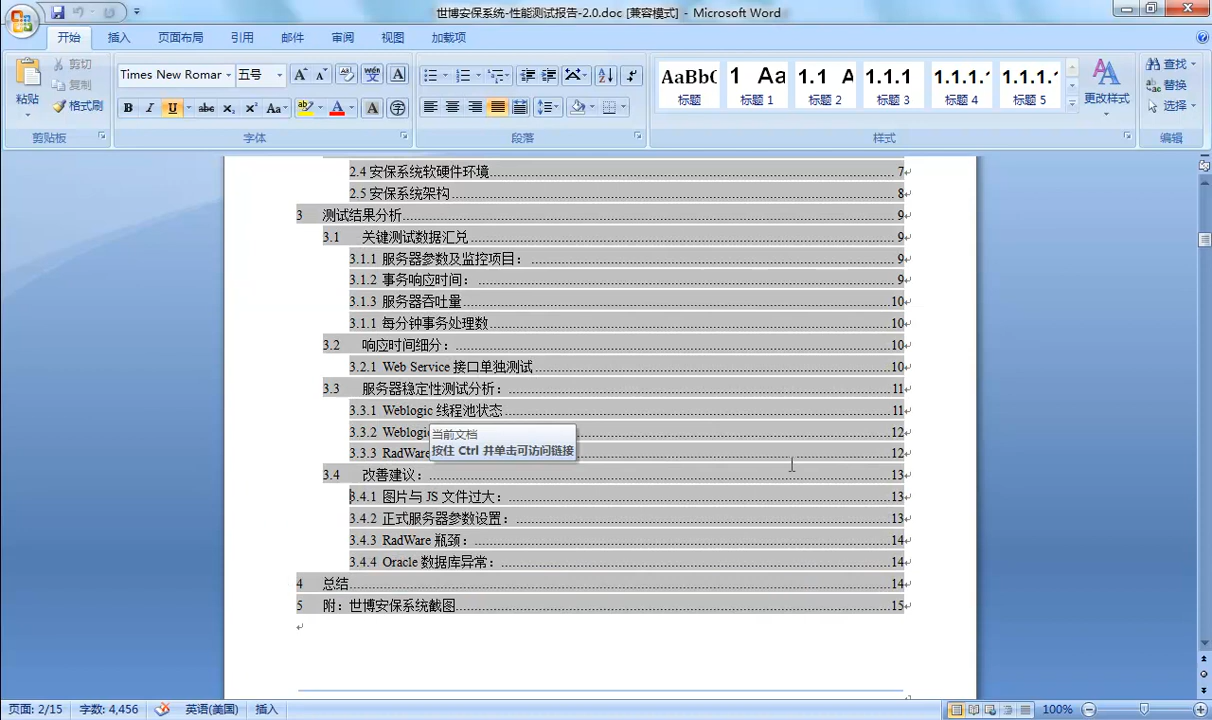 世博安保系统-性能测试报告-2.0.doc [兼容模式] - Microsoft Word
开始 插入 页面布局 引用 邮件 审阅 视图 加载项
粘贴 剪切 复制 格式刷
Times New Romar 五号
AaBbC 1 Aa 1.1 A 1.1.1 1.1.1.1 1.1.1.1.
标题 标题 1 标题 2 标题 3 标题 4 标题 5
更改样式
查找 替换 选择
剪贴板 字体 段落 样式 编辑
2.4 安保系统软硬件环境 7
2.5 安保系统架构 8
3 测试结果分析 9
3.1 关键测试数据汇兑 9
3.1.1 服务器参数及监控项目： 9
3.1.2 事务响应时间： 9
3.1.3 服务器吞吐量 10
3.1.1 每分钟事务处理数 10
3.2 响应时间细分： 10
3.2.1 Web Service 接口单独测试 10
3.3 服务器稳定性测试分析： 11
3.3.1 Weblogic 线程池状态 11
3.3.2 Weblogic 12
3.3.3 RadWare 12
当前文档
按住 Ctrl 并单击可访问链接
3.4 改善建议： 13
3.4.1 图片与 JS 文件过大： 13
3.4.2 正式服务器参数设置： 13
3.4.3 RadWare 瓶颈： 14
3.4.4 Oracle 数据库异常： 14
4 总结 14
5 附：世博安保系统截图 15
页面: 2/15 字数: 4,456 英语(美国) 插入 100%